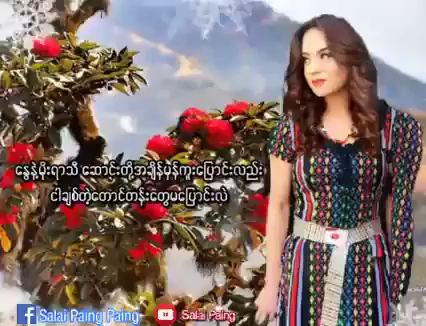 နွေနဲ့မိုးရာသီ ဆောင်းတို့အချိန်မှန်ကူးပြောင်းလည်း
ငါချစ်တဲ့တောင်တန်းတွေမပြောင်းလဲ
Salai Paing Paing
Salai Paing